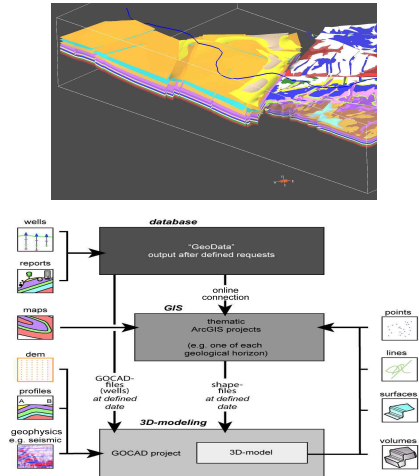 database
wells
"GeoData"
output after defined requests
reports
online
connection
GIS
maps
thematic
ArcGIS projects
(e.g. one of each
geological horizon)
points
lines
dem
GOCAD-
files
(wells)
at defined
date
shape-
files
at defined
date
profiles
A B
surfaces
3D-modeling
geophysics
e.g. seismic
GOCAD project
3D-model
volumes